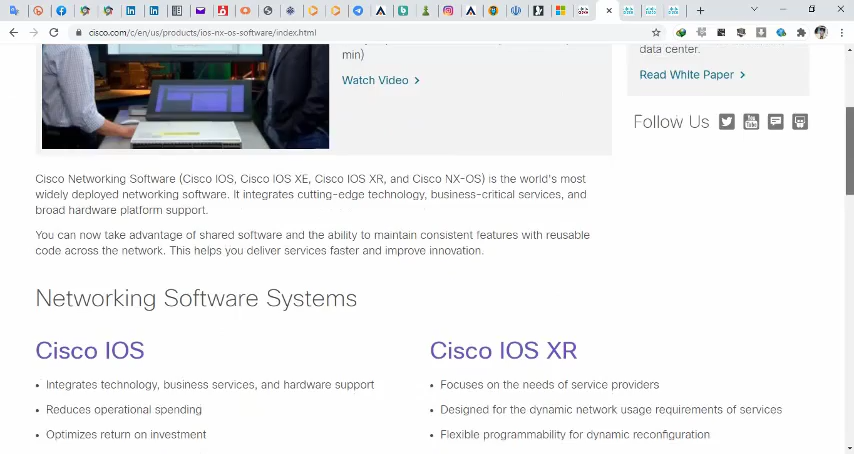 cisco.com/c/en/us/products/ios-nx-os-software/index.html
min)
Watch Video >
data center.
Read White Paper >
Follow Us
Cisco Networking Software (Cisco IOS, Cisco IOS XE, Cisco IOS XR, and Cisco NX-OS) is the world's most
widely deployed networking software. It integrates cutting-edge technology, business-critical services, and
broad hardware platform support.
You can now take advantage of shared software and the ability to maintain consistent features with reusable
code across the network. This helps you deliver services faster and improve innovation.
Networking Software Systems
Cisco IOS
• Integrates technology, business services, and hardware support
• Reduces operational spending
• Optimizes return on investment
Cisco IOS XR
• Focuses on the needs of service providers
• Designed for the dynamic network usage requirements of services
• Flexible programmability for dynamic reconfiguration